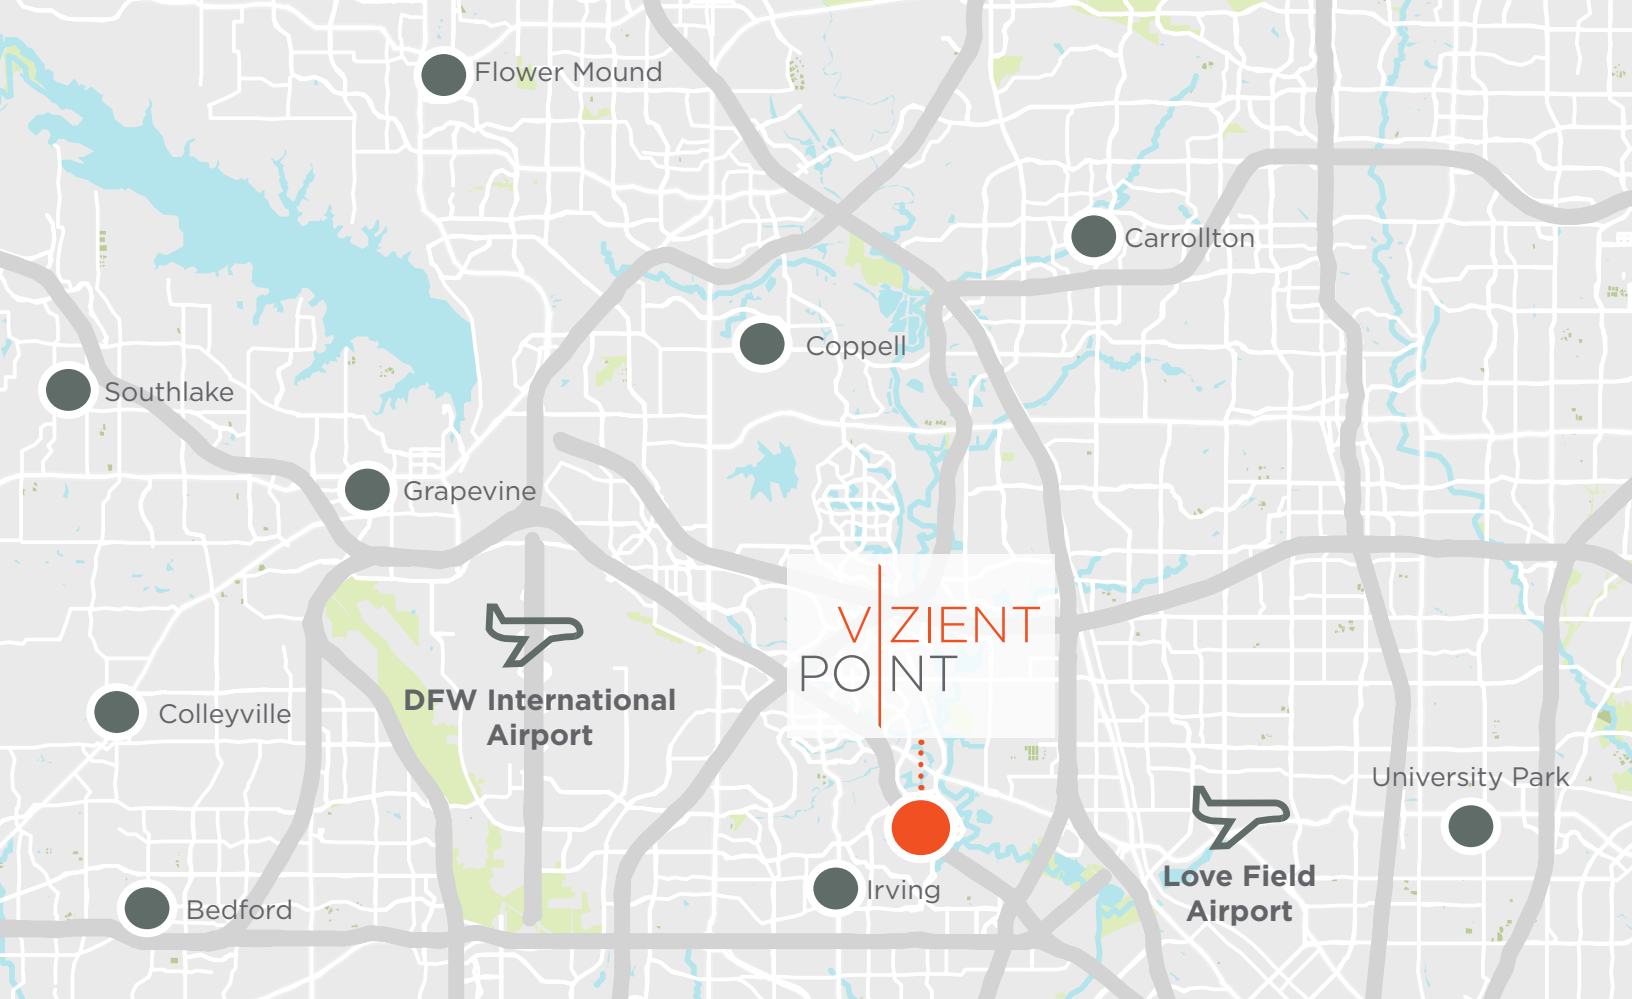 Flower Mound
Carrollton
Coppell
Southlake
Grapevine
VIZIENT
POINT
DFW International
Airport
Colleyville
University Park
Love Field
Airport
Irving
Bedford